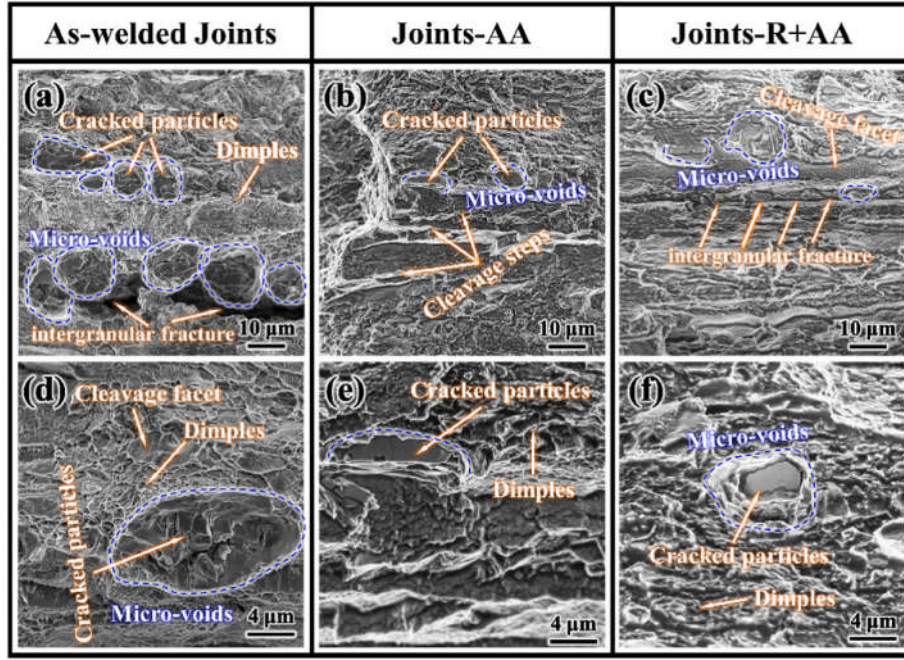 As-welded Joints
Joints-AA
Joints-R+AA
(a)
Cracked particles
Dimples
Micro-voids
intergranular fracture
10 μm
(b)
Cracked particles
Micro-voids
Cleavage steps
10 μm
(c)
Cleavage facet
Micro-voids
intergranular fracture
10 μm
(d)
Cleavage facet
Dimples
Cracked particles
Micro-voids
4 μm
(e)
Cracked particles
Dimples
4 μm
(f)
Micro-voids
Cracked particles
Dimples
4 μm